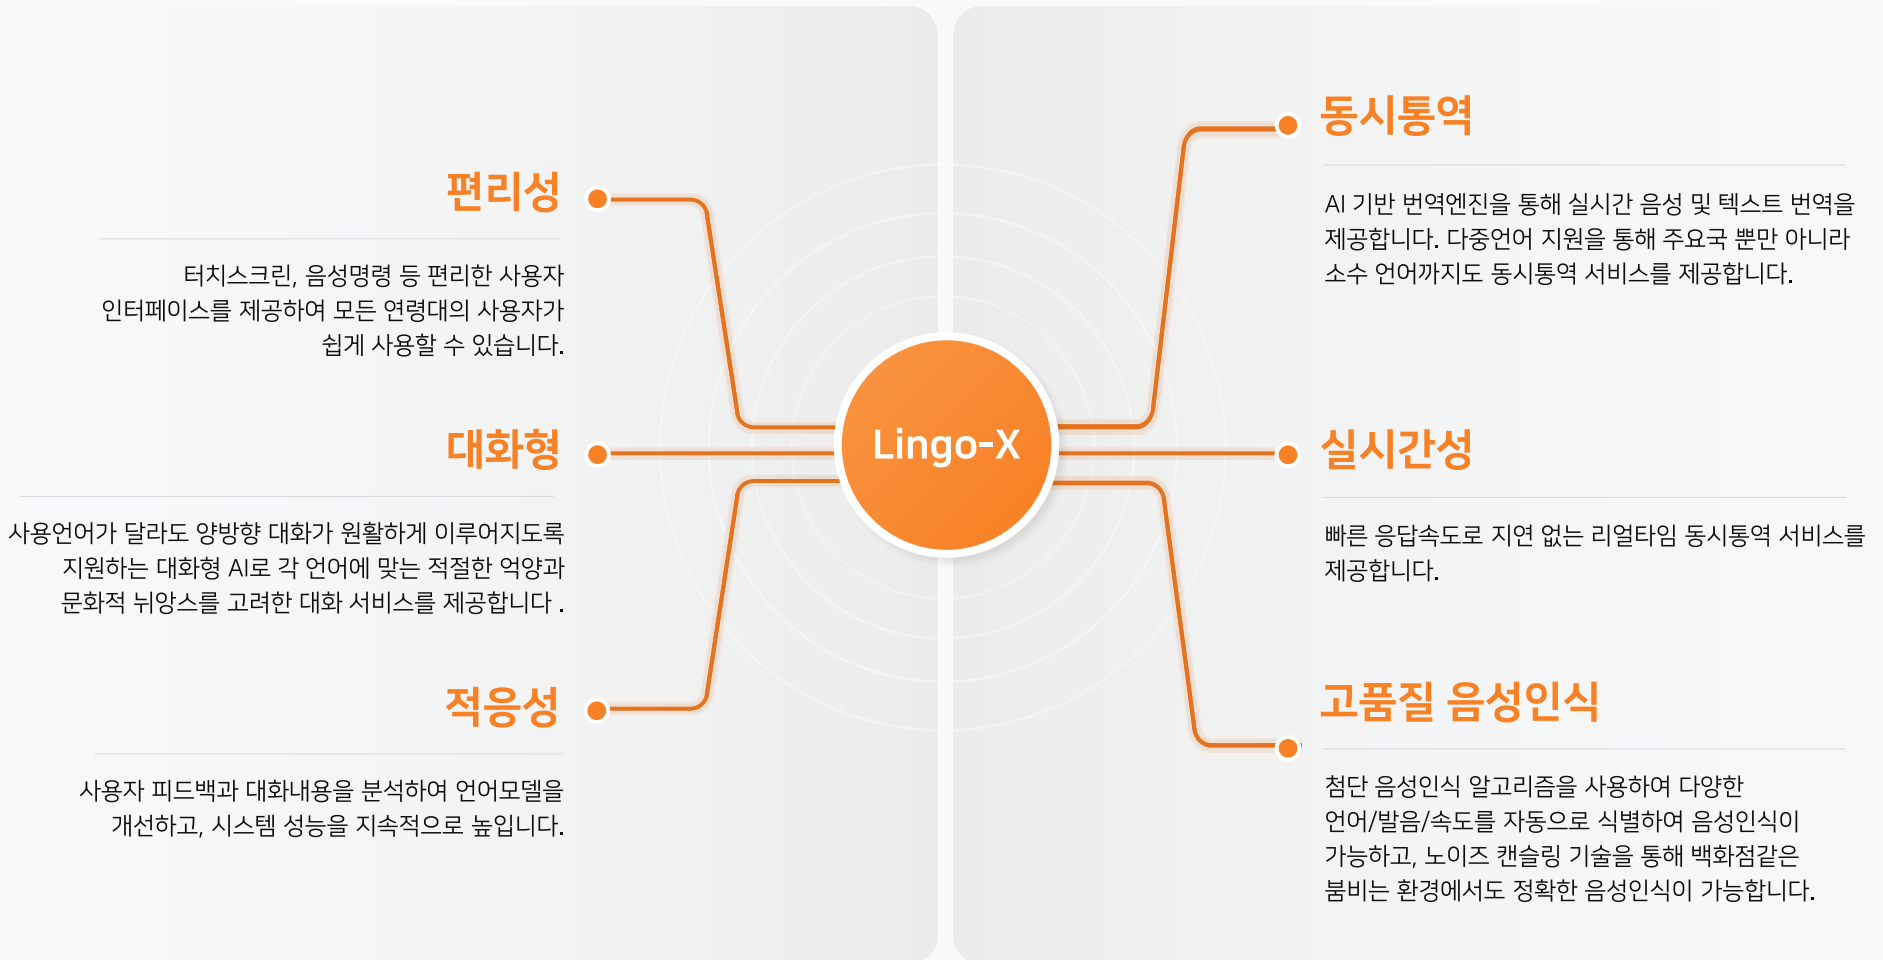 편리성
터치스크린, 음성명령 등 편리한 사용자
인터페이스를 제공하여 모든 연령대의 사용자가
쉽게 사용할 수 있습니다.
대화형
사용언어가 달라도 양방향 대화가 원활하게 이루어지도록
지원하는 대화형 AI로 각 언어에 맞는 적절한 억양과
문화적 뉘앙스를 고려한 대화 서비스를 제공합니다 .
적응성
사용자 피드백과 대화내용을 분석하여 언어모델을
개선하고, 시스템 성능을 지속적으로 높입니다.
Lingo-X
동시통역
AI 기반 번역엔진을 통해 실시간 음성 및 텍스트 번역을
제공합니다. 다중언어 지원을 통해 주요국 뿐만 아니라
소수 언어까지도 동시통역 서비스를 제공합니다.
실시간성
빠른 응답속도로 지연 없는 리얼타임 동시통역 서비스를
제공합니다.
고품질 음성인식
첨단 음성인식 알고리즘을 사용하여 다양한
언어/발음/속도를 자동으로 식별하여 음성인식이
가능하고, 노이즈 캔슬링 기술을 통해 백화점같은
붐비는 환경에서도 정확한 음성인식이 가능합니다.